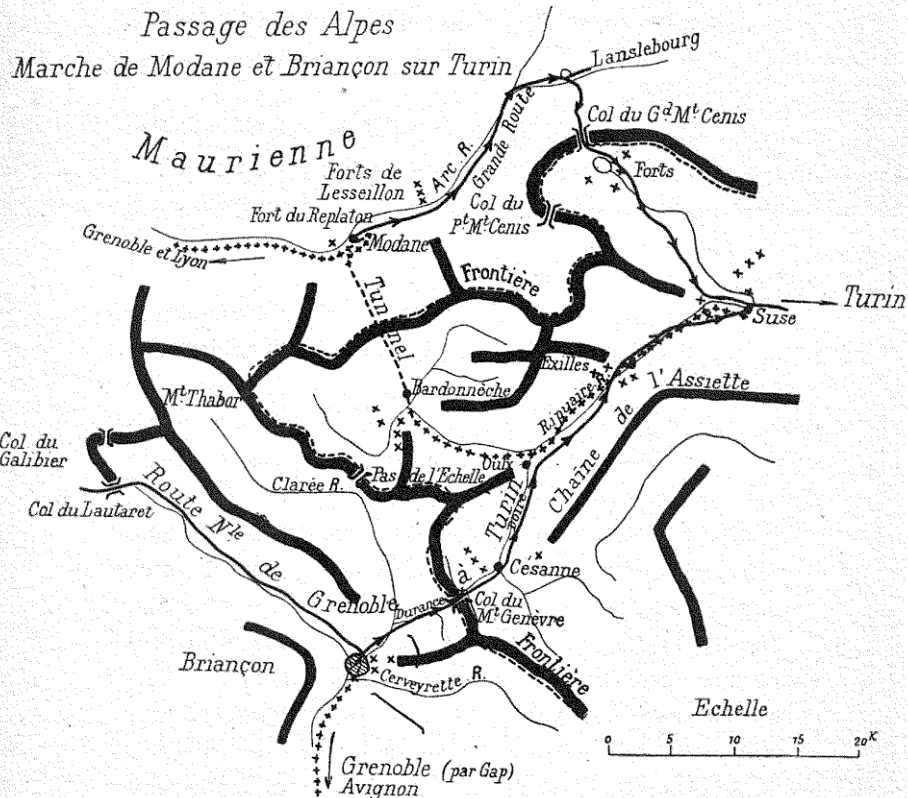 Passage des Alpes
Marche de Modane et Briançon sur Turin
Lanslebourg
Col du Gd Mt Cenis
Maurienne
Forts de
Lesseillon
Arc R.
Grande Route
Forts
Col du
Pt Mt Cenis
Fort du Replaton
Modane
Grenoble et Lyon
Frontière
Tunnel
Turin
Suse
Exilles
Bardonnèche
Mt Thabar
Ripuaire
de l'Assiette
Chaîne
Col du
Galibier
Oulx
Pas de l'Echelle
Clarée R.
Col du Lautaret
Route Nle de Grenoble à Turin
Doire
Césanne
Durance
Col du
Mt Genèvre
Frontière
Briançon
Cerveyrette R.
Echelle
0 5 10 15 20K
Grenoble (par Gap)
Avignon